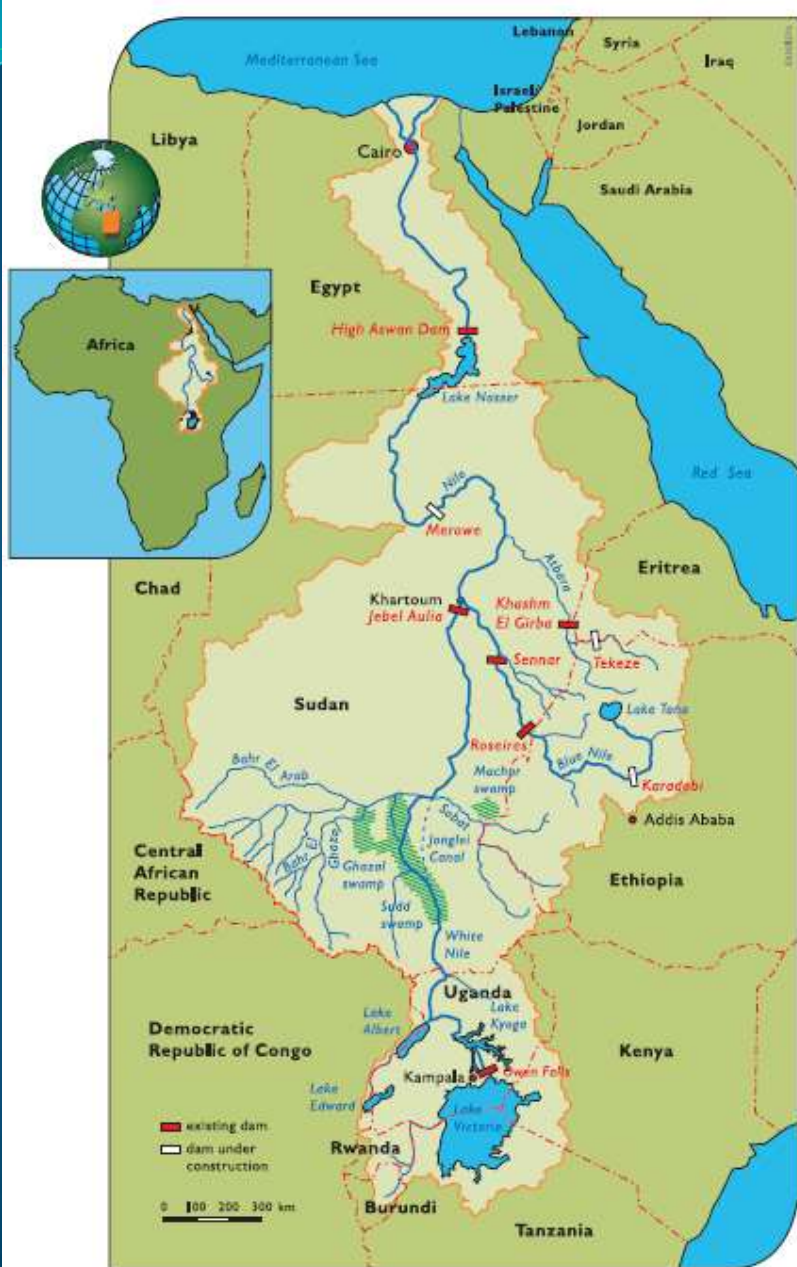 Lebanon
Syria
Iraq
Mediterranean Sea
Israel/
Palestine
Jordan
Libya
Cairo
Saudi Arabia
Egypt
High Aswan Dam
Africa
Lake Nasser
Red Sea
Nile
Merowe
Atbara
Eritrea
Chad
Khartoum
Jebel Aulia
Khashm
El Girba
Tekeze
Sennar
Sudan
Lake Tana
Roseires
Blue Nile
Bahr El
Arab
Machar
swamp
Karadobi
Sobat
Addis Ababa
Jonglei
Canal
Bahr El
Ghazal
Ghazal
swamp
Central
African
Republic
Ethiopia
Sudd
swamp
White
Nile
Uganda
Lake
Kyoga
Lake
Albert
Democratic
Republic of Congo
Kenya
Kampala
Owen Falls
Lake
Edward
Lake
Victoria
existing dam
dam under
construction
Rwanda
0 100 200 300 km
Burundi
Tanzania